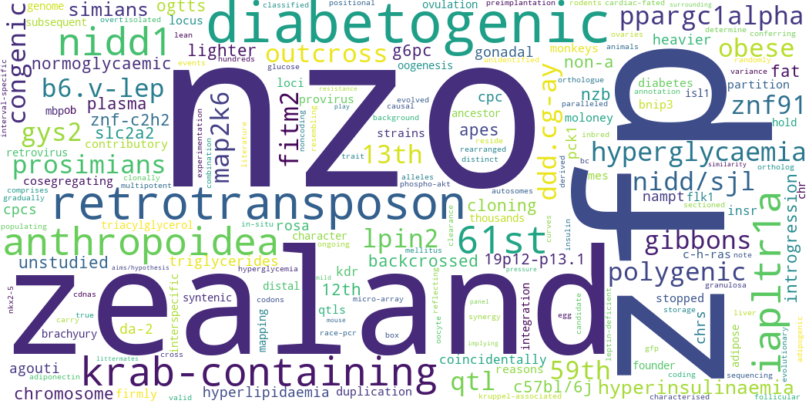 genome simians ogtts classified positional ovulation preimplantation rodents cardiac-fated surrounding
subsequent overtisolated locus diabetogenic monkeys ovaries determine conferring
lean nidd1 lighter outcross g6pc gonadal ppargc1alpha
interval-specific congenic normoglycaemic events hundreds glucose oogenesis unidentified animals heavier randomly
b6.v-lep loci resistance evolved non-a orthologue obese variance fat
mbpob plasma provirus play causal cpc nzb paralleled diabetes annotation isl1 partition
znf-c2h2 slc2a2 map2k6 fitm2 resembling background ancestor moloney bnip3 znf91
gys2 contributory experimentation combination literature noncoding strains apes reside rearranged ddd.cg-ay inbred hold
retrovirus nzo trait 13th distinct pck1 derived hyperglycaemia
prosimians alleles phospho-akt mes bc similarity ortholog
cosegregating clonally multipotent autosomes nampt flk1 nidd/sjl chr
comprises gradually cpcs retrotransposon cloning insr sectioned introgression
populating triacylglycerol in-situ rosa thousands zfp iapltr1a
anthropoidea character ongoing lpin2 clearance 61st curves insulin gibbons
unstudied triglycerides mellitus backcrossed 19p12-p13.1 c-h-ras note
aims/hypothesis hyperglycemia mild kdr pressure polygenic
nkx2-5 cdnas syntenic distal 12th micro-array panel integration stopped granulosa
true brachyury da-2 interspecific mapping codons qtls oocyte reflecting synergy egg candidate leptin-deficient chrs storage adipose liver
carry zealand mouse race-pcr box implying coincidentally gfp evolutionary adipogenic
agouti littermates cross krab-containing reasons 59th founder coding sequencing
chromosome adiponectin qtl c57bl/6j hyperinsulinaemia
firmly valid hyperlipidaemia duplication kruppel-associated characterised follicular